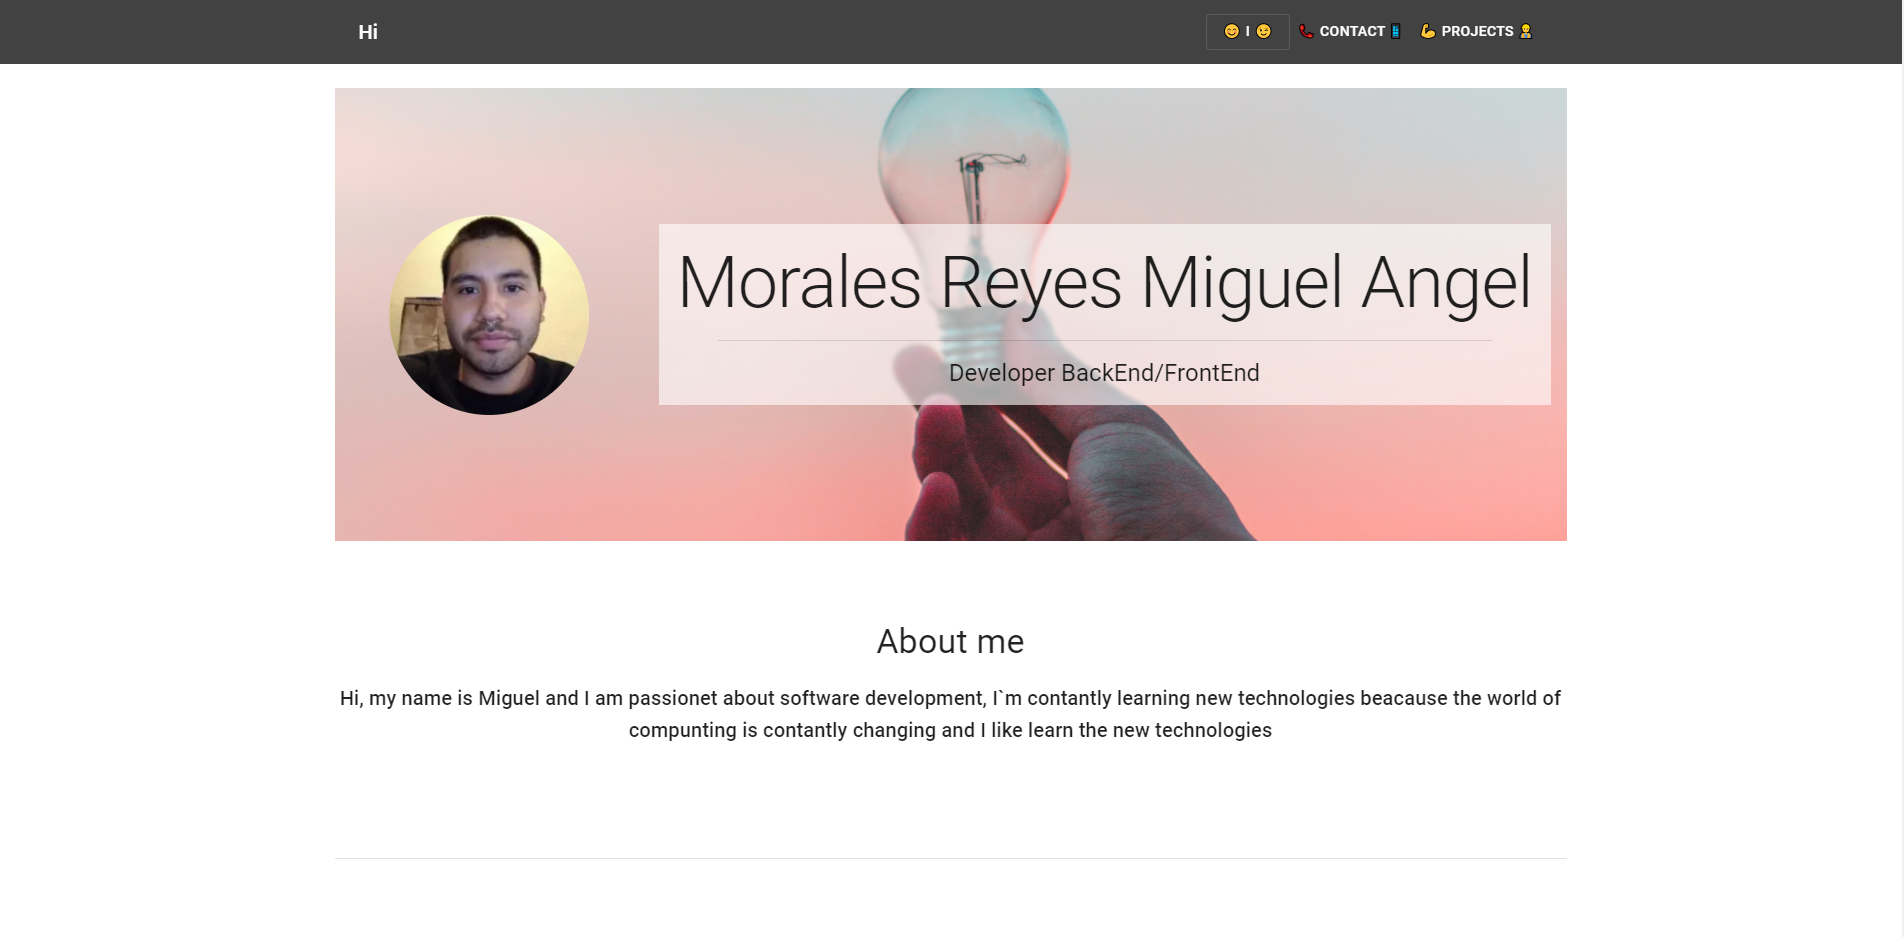 Hi
😊 I 😉 📞 CONTACT 📱 💪 PROJECTS 👨‍💼
Morales Reyes Miguel Angel
Developer BackEnd/FrontEnd
About me
Hi, my name is Miguel and I am passionet about software development, I`m contantly learning new technologies beacause the world of
compunting is contantly changing and I like learn the new technologies